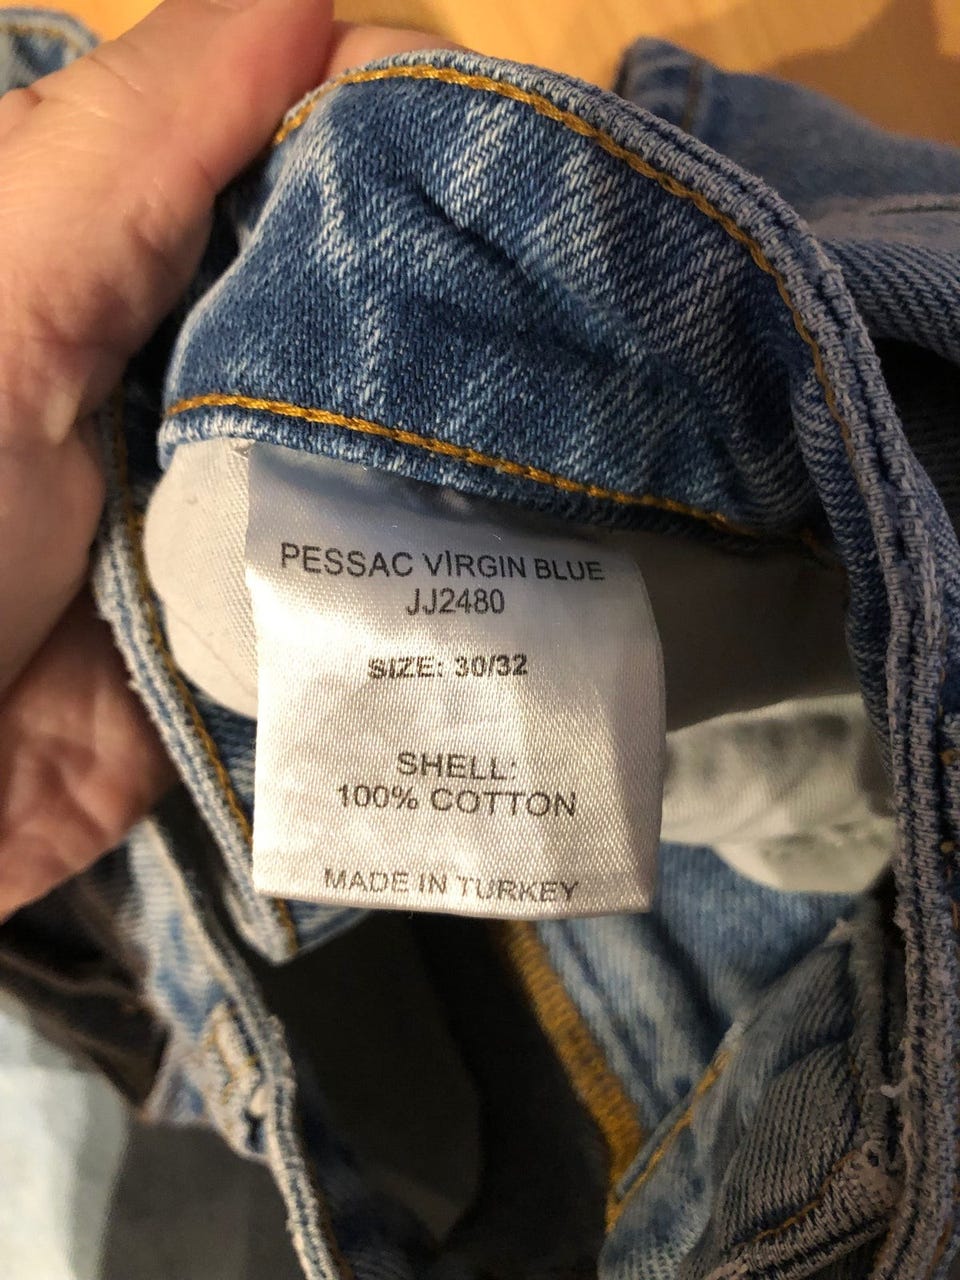 PESSAC VİRGIN BLUE
JJ2480
SIZE: 30/32
SHELL:
100% COTTON
MADE IN TURKEY